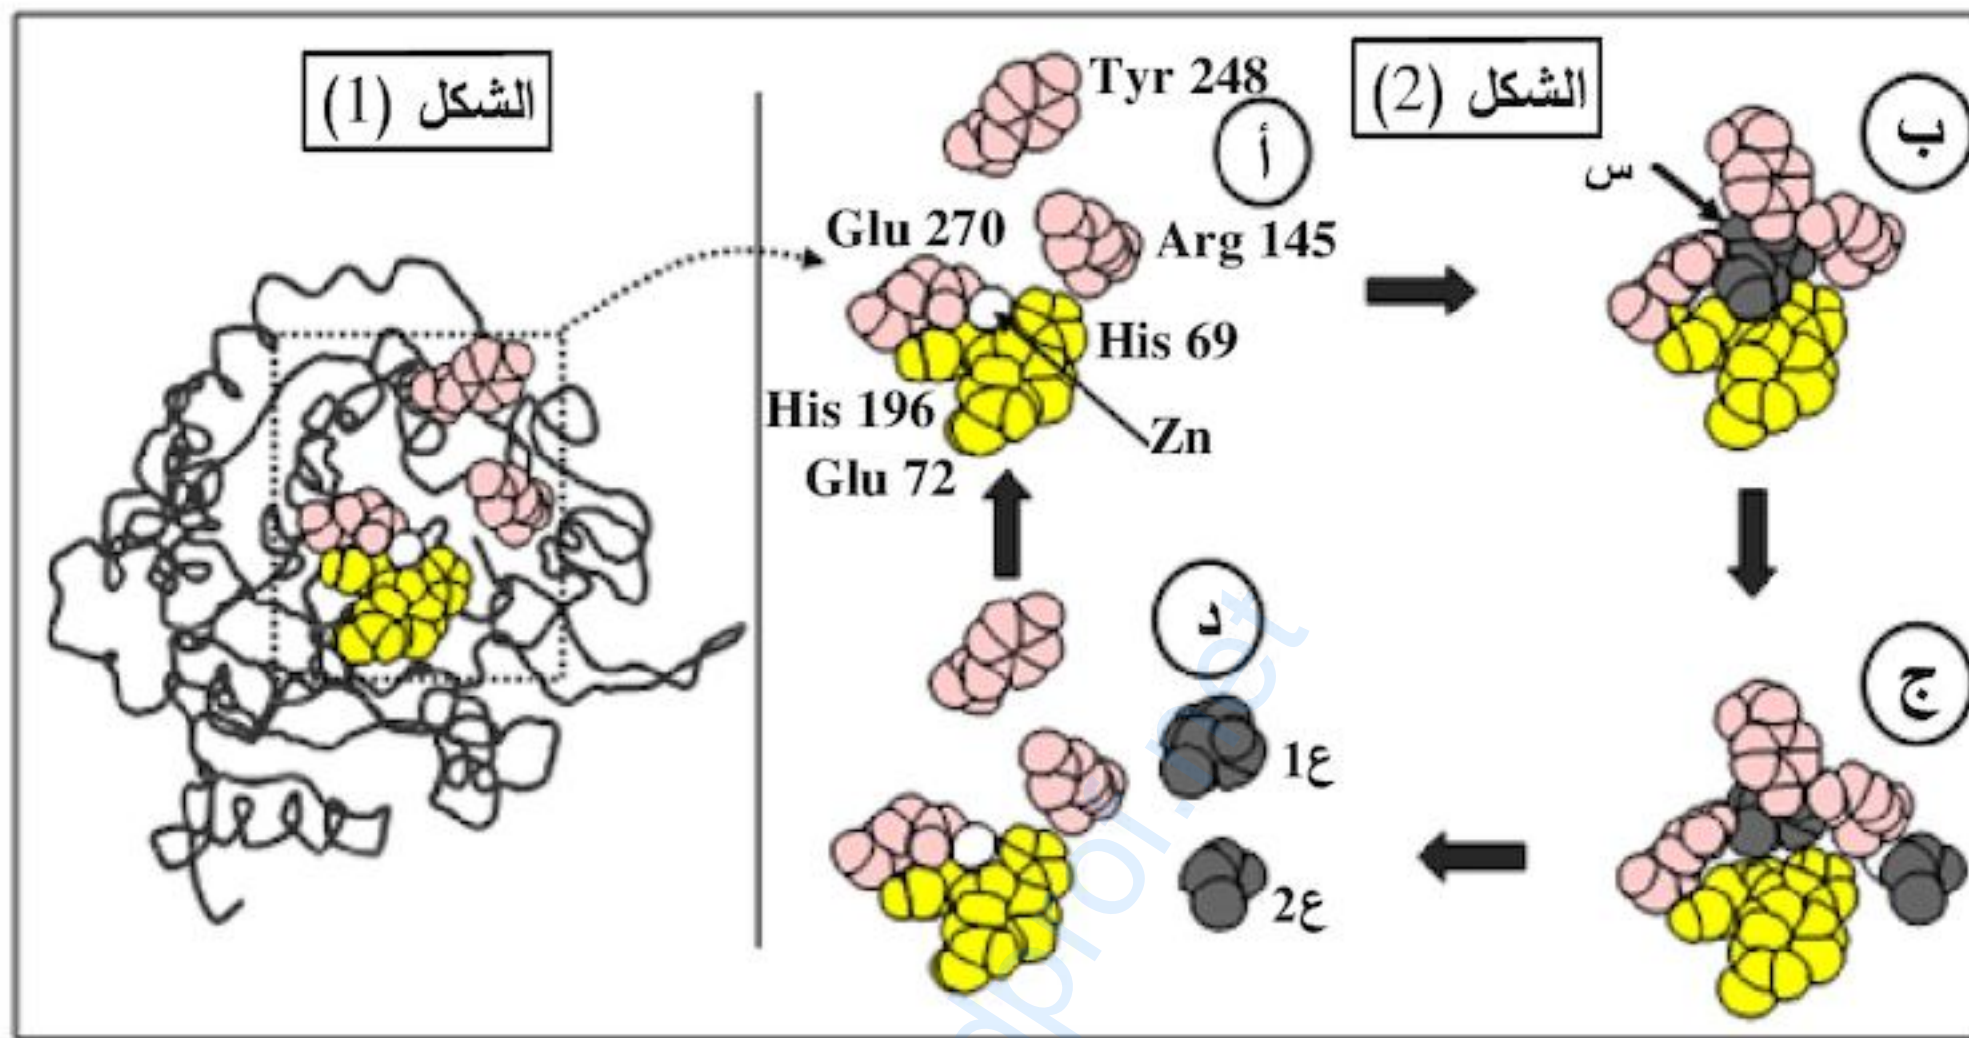 الشكل (1)
الشكل (2)
Tyr 248
أ
Glu 270
Arg 145
His 69
His 196
Zn
Glu 72
ب
س
ج
د
ع1
ع2